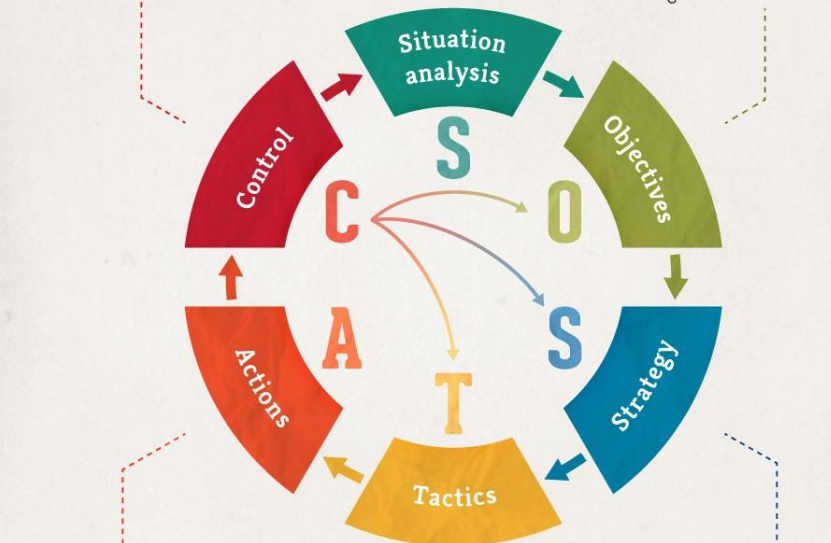 Situation
analysis
S
Objectives
O
Strategy
S
Tactics
T
Actions
A
Control
C